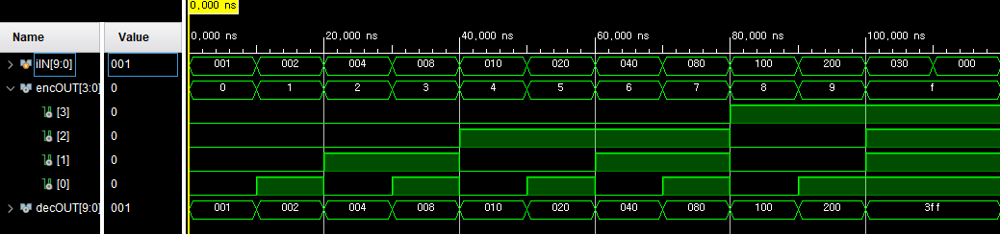 0,000 ns
Name Value 0,000 ns 20,000 ns 40,000 ns 60,000 ns 80,000 ns 100,000 ns
iIN[9:0] 001 001 002 004 008 010 020 040 080 100 200 030 000
encOUT[3:0] 0 0 1 2 3 4 5 6 7 8 9 f
[3] 0
[2] 0
[1] 0
[0] 0
decOUT[9:0] 001 001 002 004 008 010 020 040 080 100 200 3ff